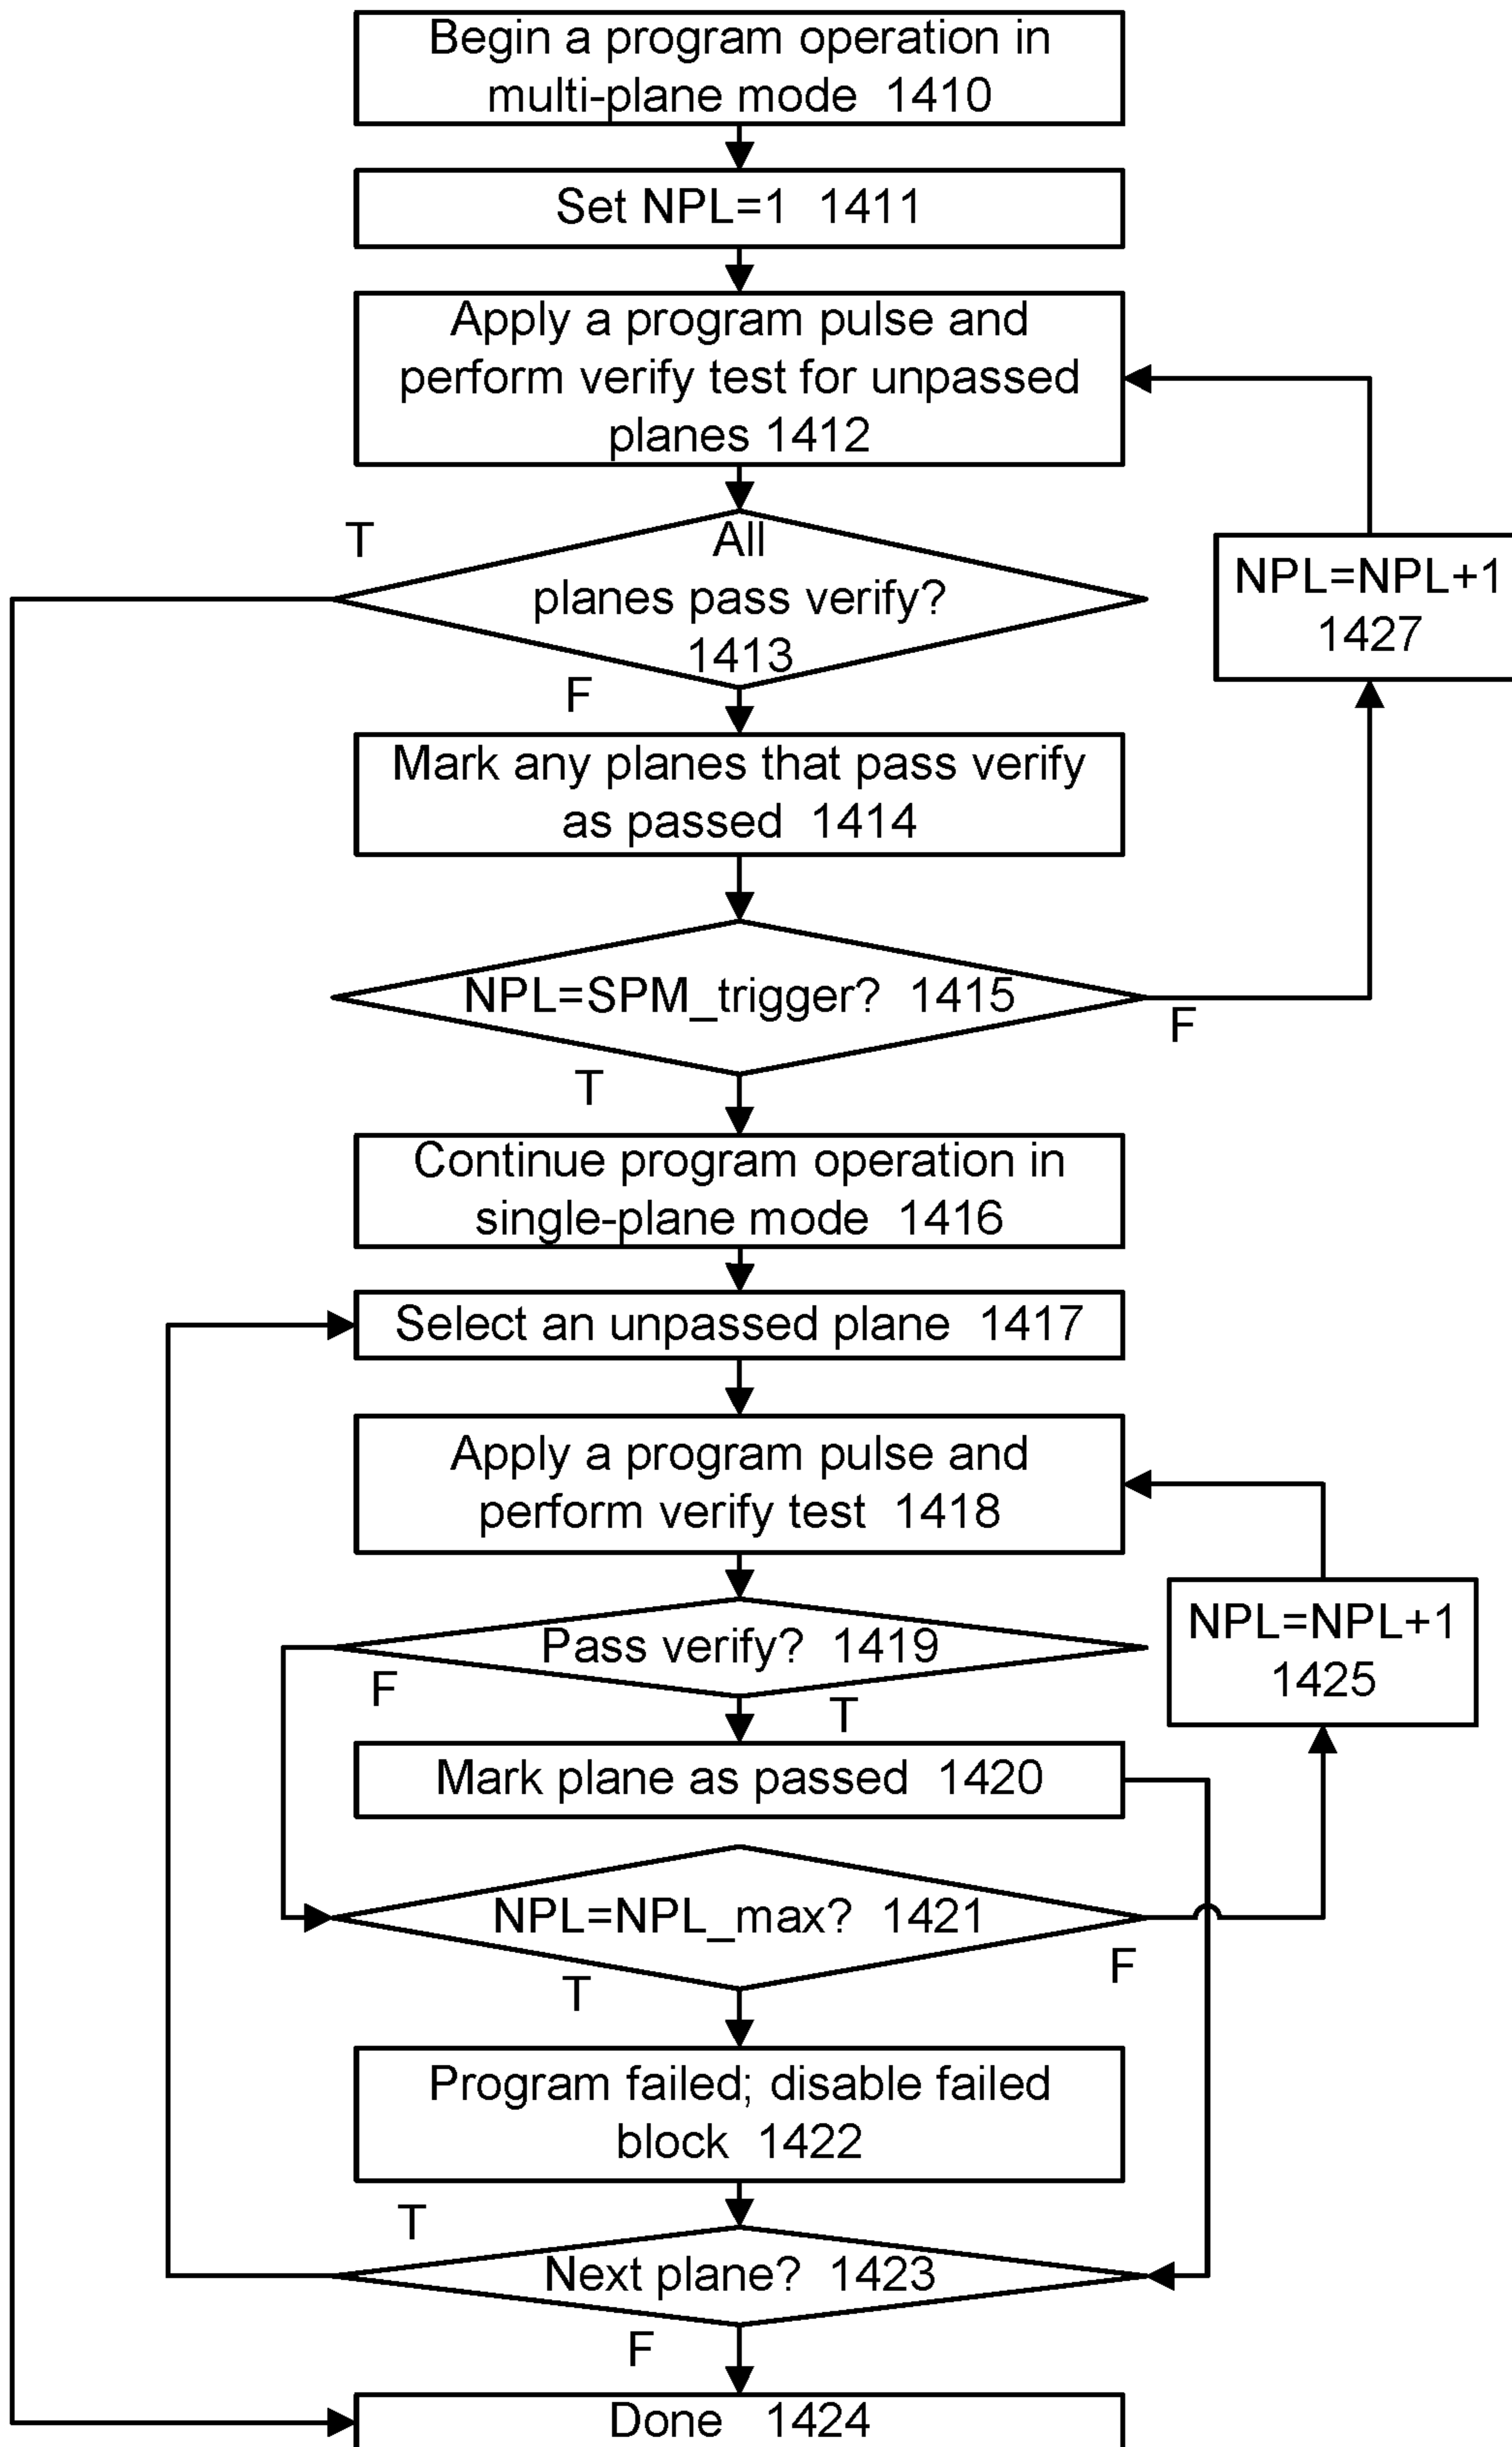 Begin a program operation in
multi-plane mode 1410
Set NPL=1 1411
Apply a program pulse and
perform verify test for unpassed
planes 1412
T
All
planes pass verify?
1413
F
NPL=NPL+1
1427
Mark any planes that pass verify
as passed 1414
NPL=SPM_trigger? 1415
F
T
Continue program operation in
single-plane mode 1416
Select an unpassed plane 1417
Apply a program pulse and
perform verify test 1418
Pass verify? 1419
F
T
NPL=NPL+1
1425
Mark plane as passed 1420
NPL=NPL_max? 1421
F
T
Program failed; disable failed
block 1422
T
Next plane? 1423
F
Done 1424